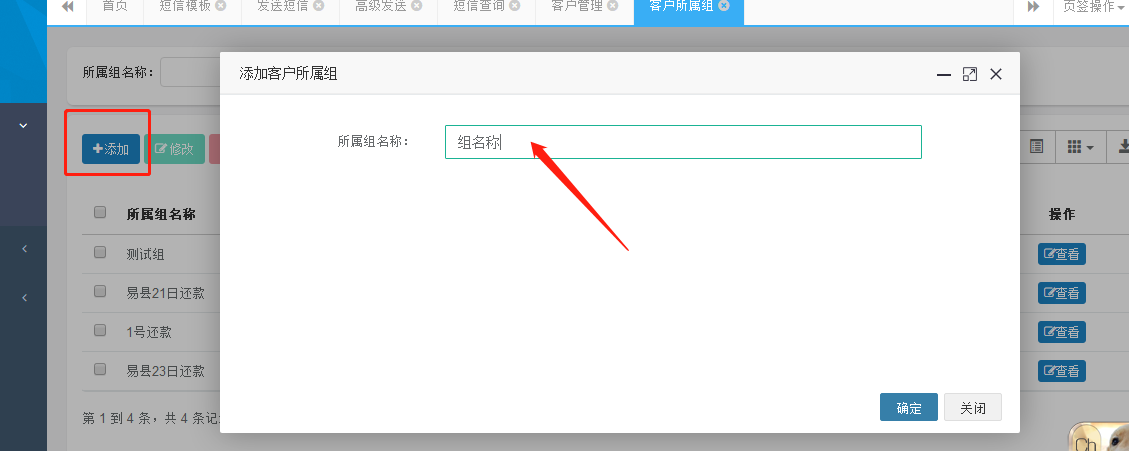 首页 短信模板 发送短信 高级发送 短信查询 客户管理 客户所属组 页签操作
所属组名称：
添加客户所属组
所属组名称：
组名称
添加 修改
所属组名称 操作
测试组 查看
易县21日还款 查看
1号还款 查看
易县23日还款 查看
第 1 到 4 条，共 4 条记
确定 关闭
Ch